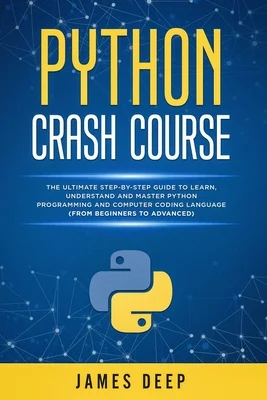 PYTHON
CRASH COURSE
THE ULTIMATE STEP-BY-STEP GUIDE TO LEARN,
UNDERSTAND AND MASTER PYTHON
PROGRAMMING AND COMPUTER CODING LANGUAGE
(FROM BEGINNERS TO ADVANCED)
JAMES DEEP